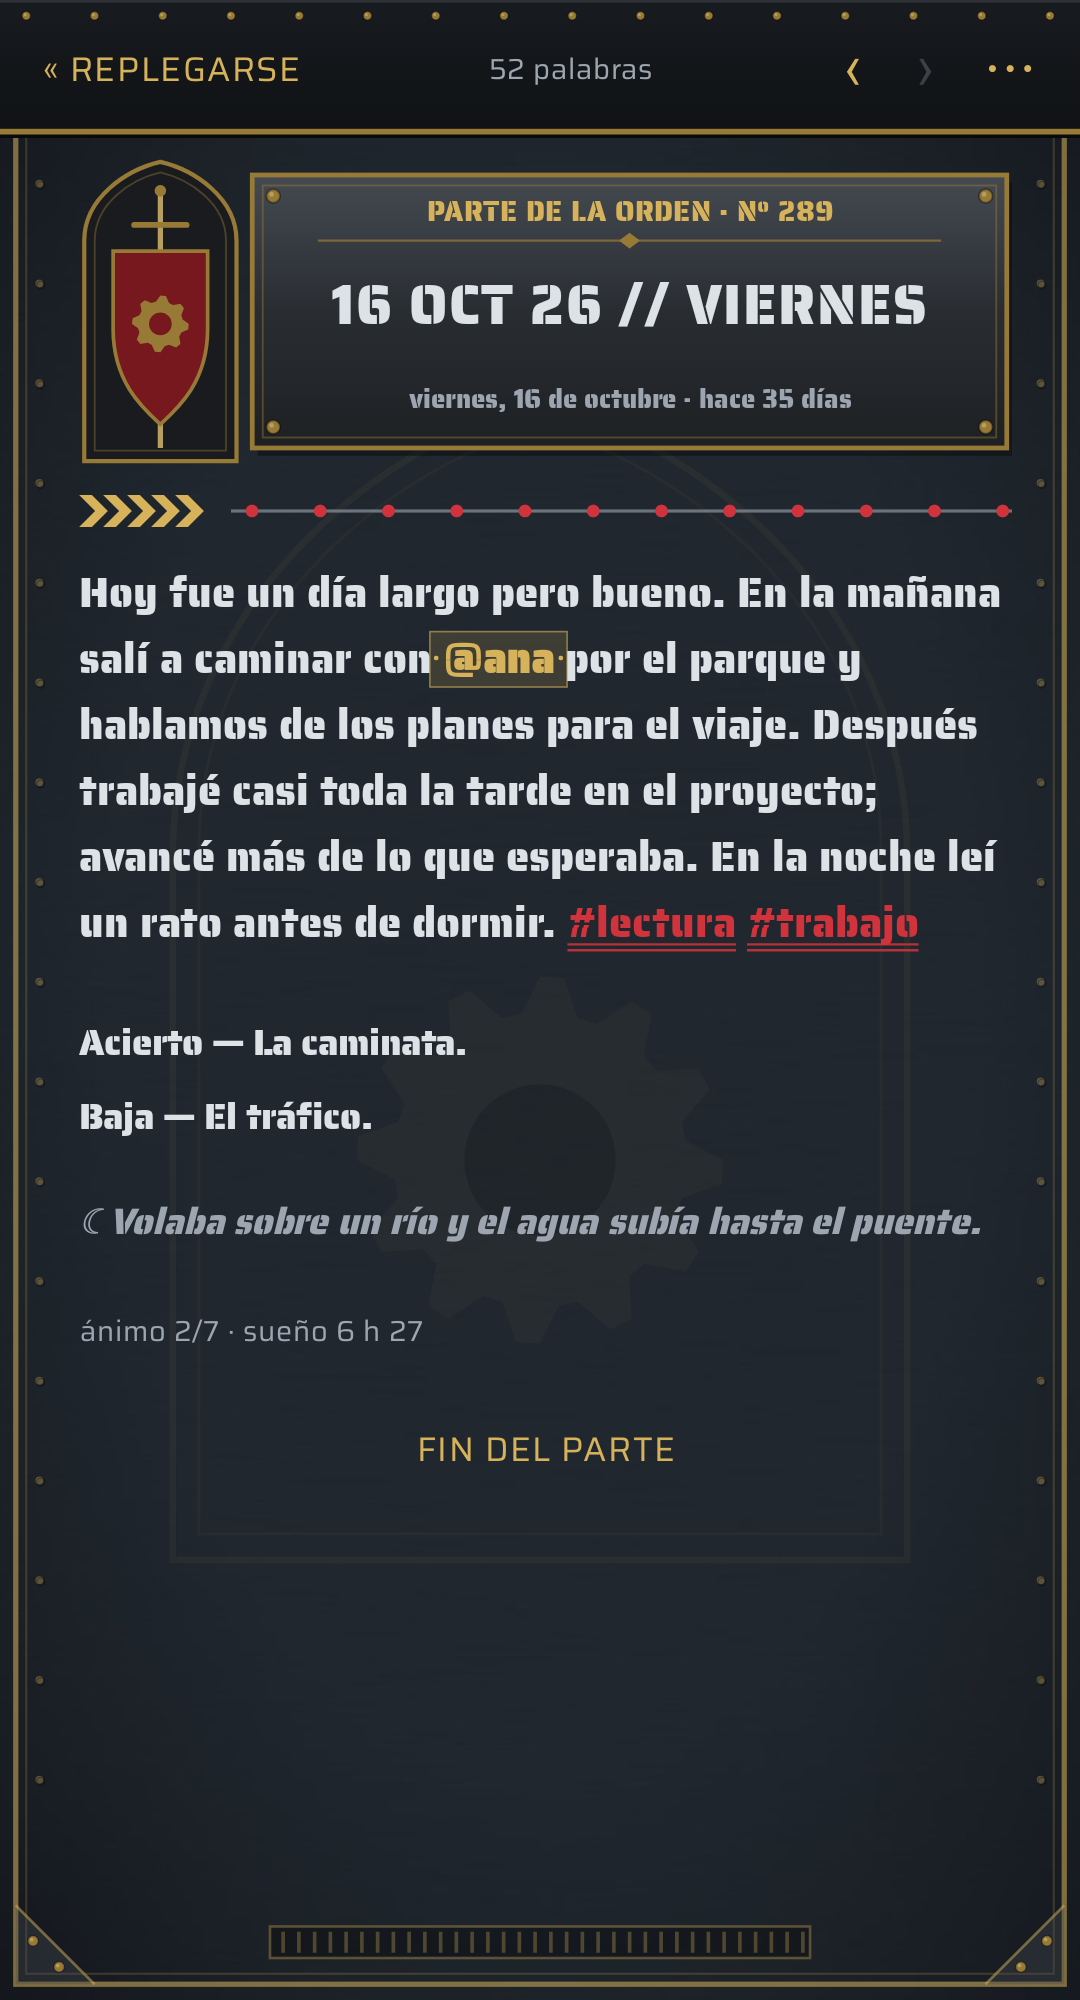 « REPLEGARSE
52 palabras
‹ › •••
PARTE DE LA ORDEN · Nº 289
16 OCT 26 // VIERNES
viernes, 16 de octubre · hace 35 días
Hoy fue un día largo pero bueno. En la mañana
salí a caminar con · @ana · por el parque y
hablamos de los planes para el viaje. Después
trabajé casi toda la tarde en el proyecto;
avancé más de lo que esperaba. En la noche leí
un rato antes de dormir. #lectura #trabajo
Acierto — La caminata.
Baja — El tráfico.
☾ Volaba sobre un río y el agua subía hasta el puente.
ánimo 2/7 · sueño 6 h 27
FIN DEL PARTE